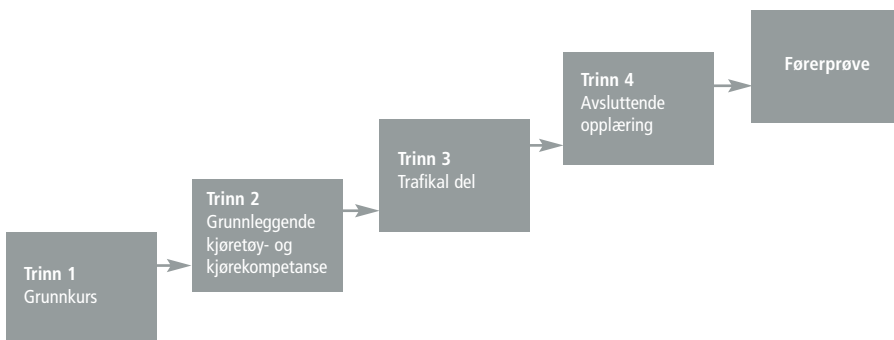 Trinn 1
Grunnkurs
Trinn 2
Grunnleggende
kjøretøy- og
kjørekompetanse
Trinn 3
Trafikal del
Trinn 4
Avsluttende
opplæring
Førerprøve